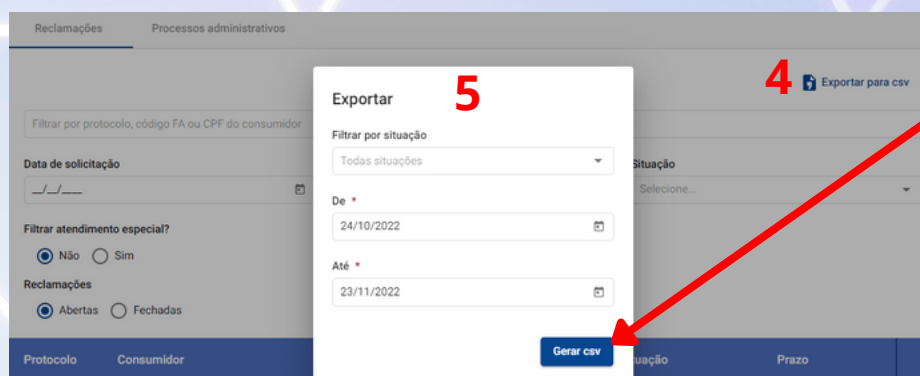 Reclamações Processos administrativos
4 Exportar para csv
Exportar 5
Filtrar por protocolo, código FA ou CPF do consumidor
Filtrar por situação
Todas situações
Data de solicitação
Situação
__/__/____
Selecione...
De *
24/10/2022
Filtrar atendimento especial?
Não Sim
Até *
23/11/2022
Reclamações
Abertas Fechadas
Gerar csv
Protocolo Consumidor uação Prazo